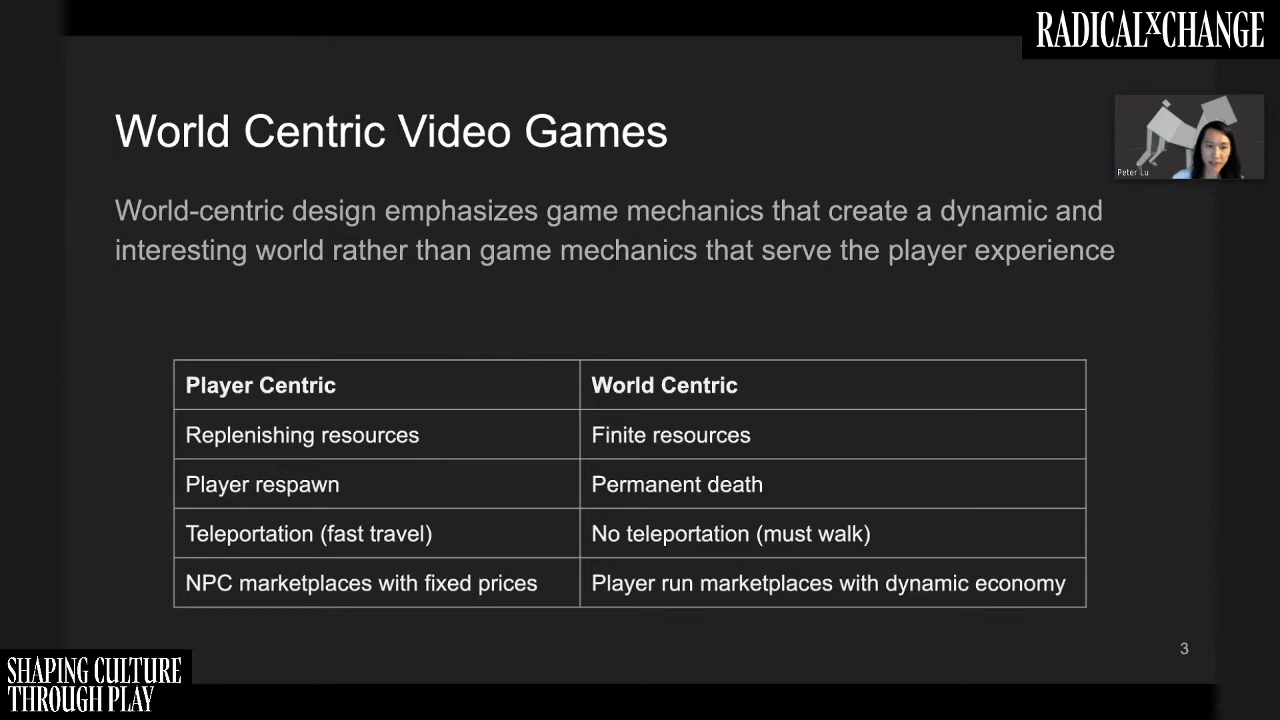 RADICALxCHANGE
World Centric Video Games
Peter Lu
World-centric design emphasizes game mechanics that create a dynamic and
interesting world rather than game mechanics that serve the player experience
Player Centric World Centric
Replenishing resources Finite resources
Player respawn Permanent death
Teleportation (fast travel) No teleportation (must walk)
NPC marketplaces with fixed prices Player run marketplaces with dynamic economy
3
SHAPING CULTURE
THROUGH PLAY